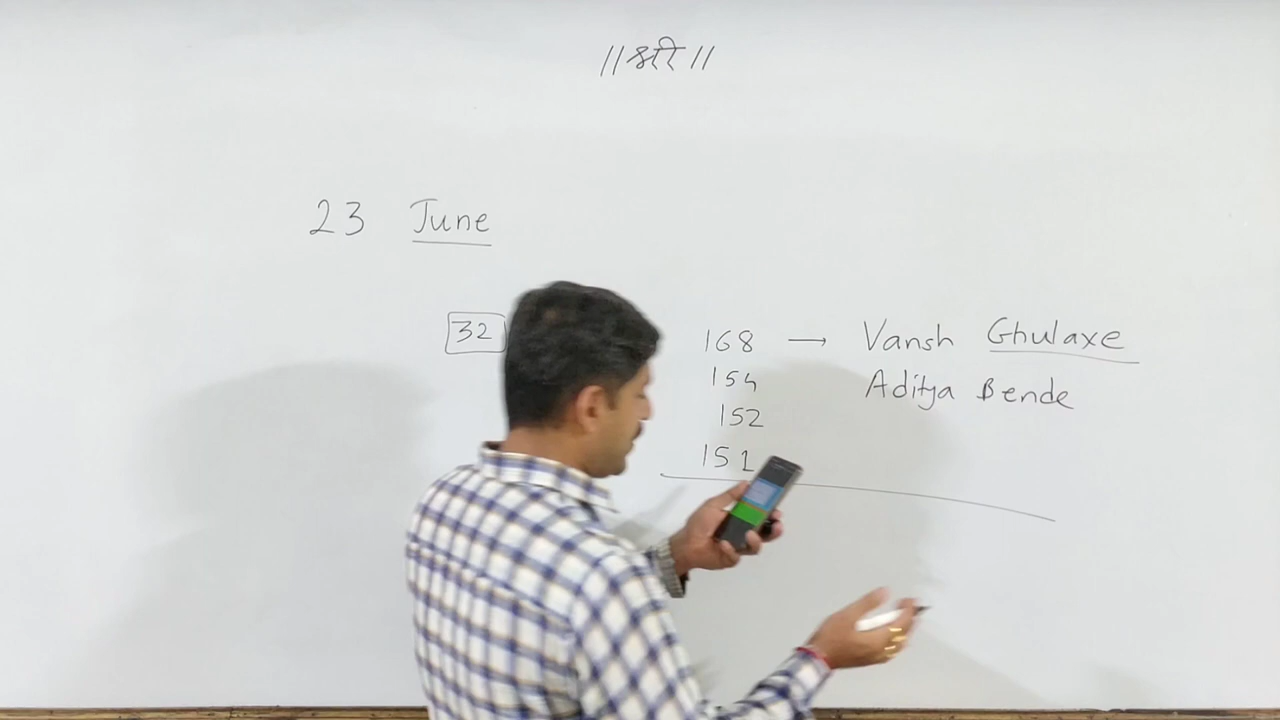 ॥ श्री ॥
23 June
32
168 → Vansh Ghulaxe
154 Aditya Bende
152
151